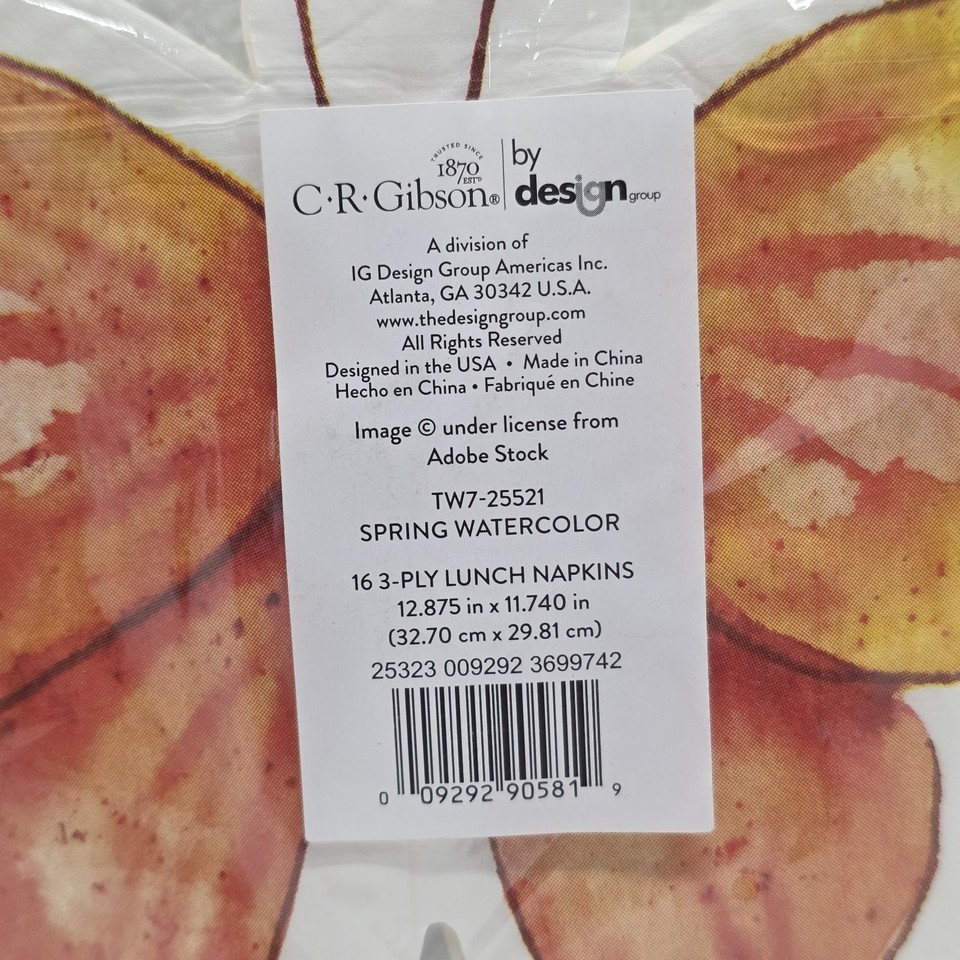 TRUSTED SINCE
1870
EST'D
C·R·Gibson®
by
design group
A division of
IG Design Group Americas Inc.
Atlanta, GA 30342 U.S.A.
www.thedesigngroup.com
All Rights Reserved
Designed in the USA • Made in China
Hecho en China • Fabriqué en Chine
Image © under license from
Adobe Stock
TW7-25521
SPRING WATERCOLOR
16 3-PLY LUNCH NAPKINS
12.875 in x 11.740 in
(32.70 cm x 29.81 cm)
25323 009292 3699742
0 09292 90581 9